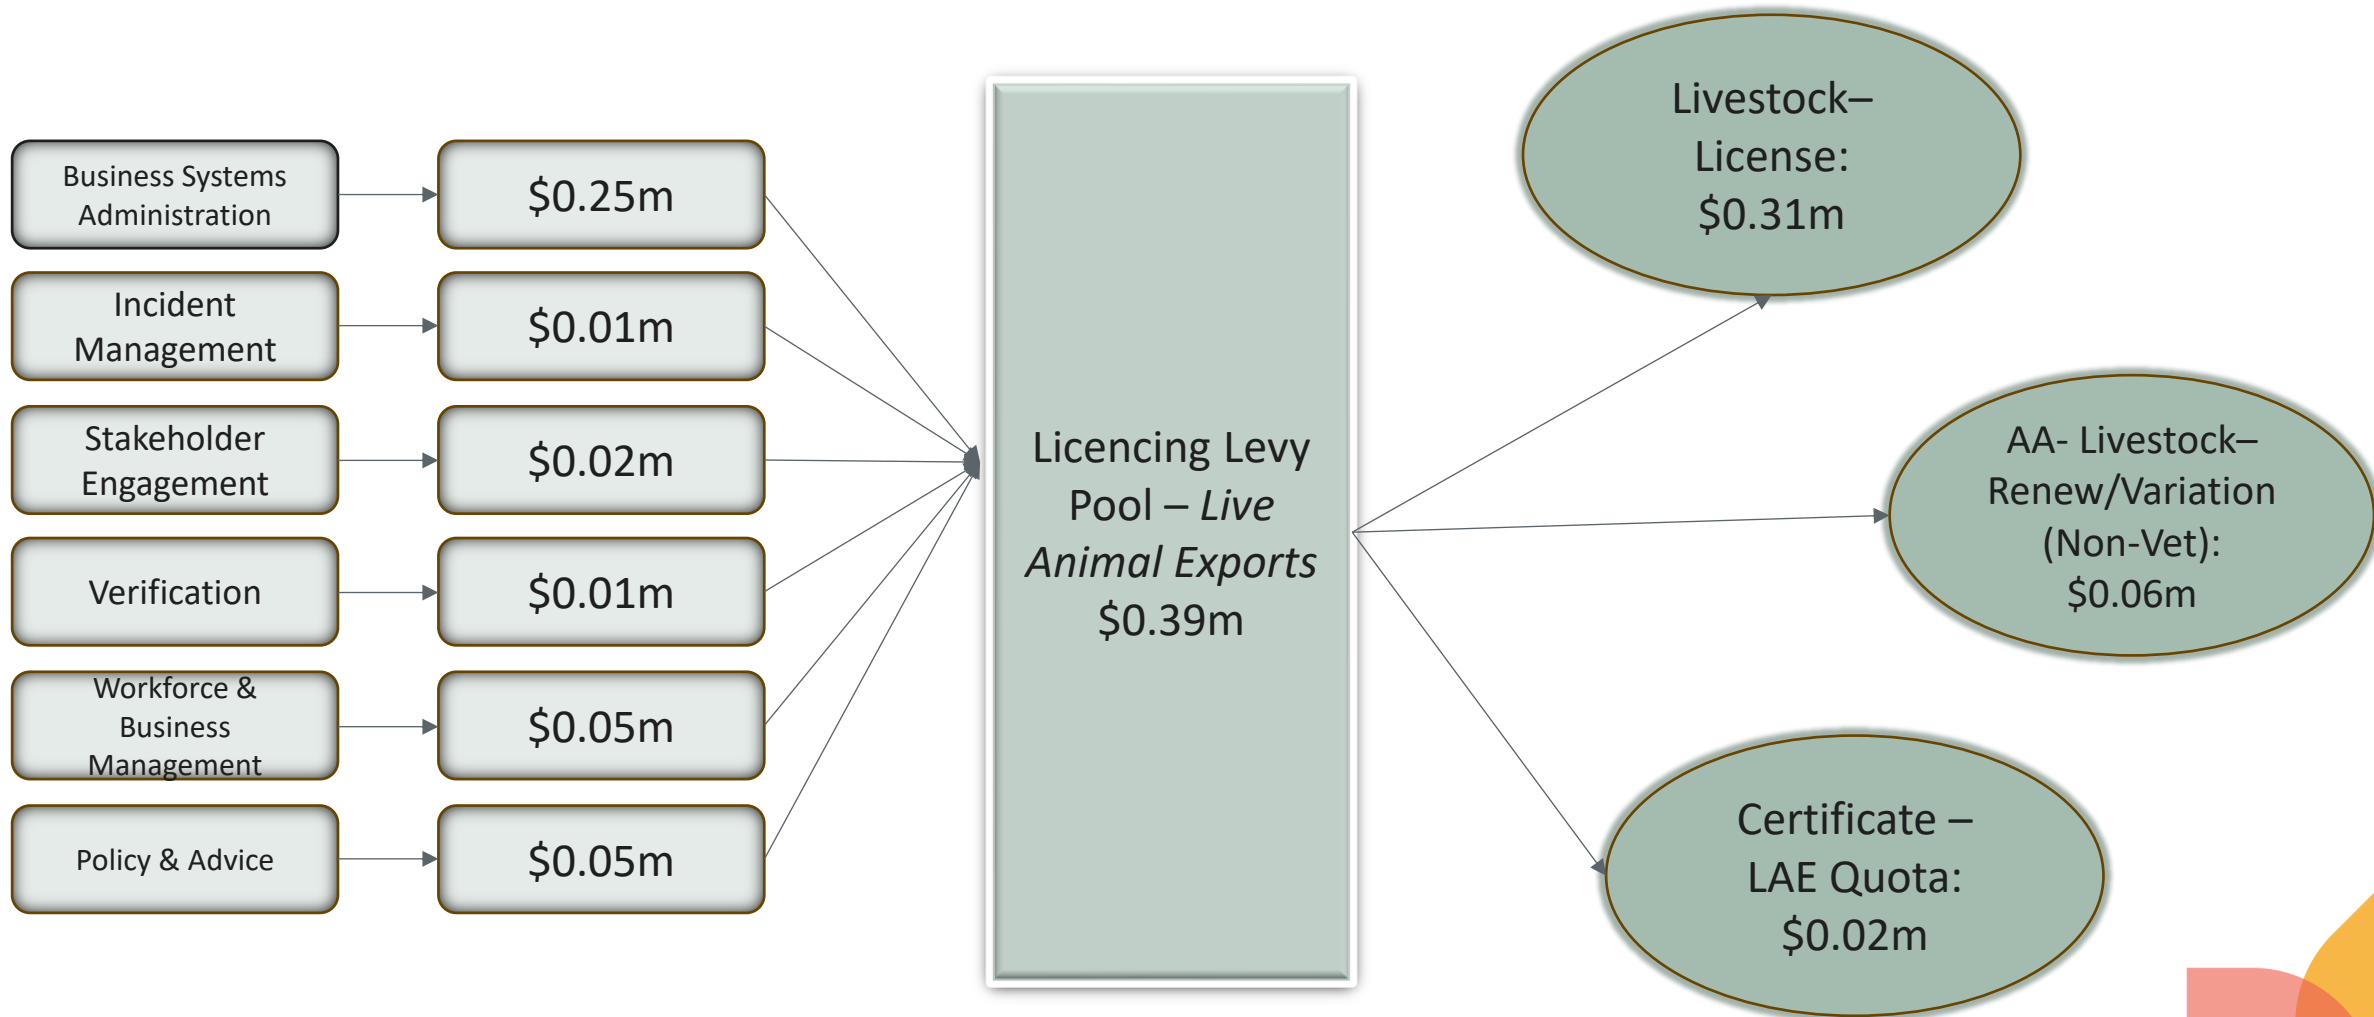 Business Systems
Administration
$0.25m
Incident
Management
$0.01m
Stakeholder
Engagement
$0.02m
Verification
$0.01m
Workforce &
Business
Management
$0.05m
Policy & Advice
$0.05m
Licencing Levy
Pool – Live
Animal Exports
$0.39m
Livestock–
License:
$0.31m
AA- Livestock–
Renew/Variation
(Non-Vet):
$0.06m
Certificate –
LAE Quota:
$0.02m